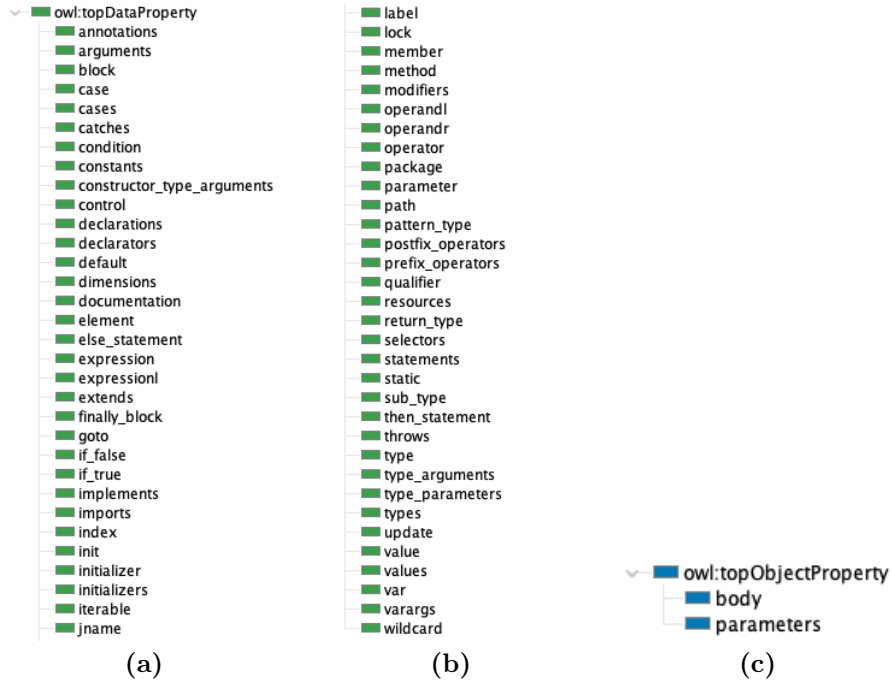 owl:topDataProperty
annotations
arguments
block
case
cases
catches
condition
constants
constructor_type_arguments
control
declarations
declarators
default
dimensions
documentation
element
else_statement
expression
expressionl
extends
finally_block
goto
if_false
if_true
implements
imports
index
init
initializer
initializers
iterable
jname
(a)
label
lock
member
method
modifiers
operandl
operandr
operator
package
parameter
path
pattern_type
postfix_operators
prefix_operators
qualifier
resources
return_type
selectors
statements
static
sub_type
then_statement
throws
type
type_arguments
type_parameters
types
update
value
values
var
varargs
wildcard
(b)
owl:topObjectProperty
body
parameters
(c)